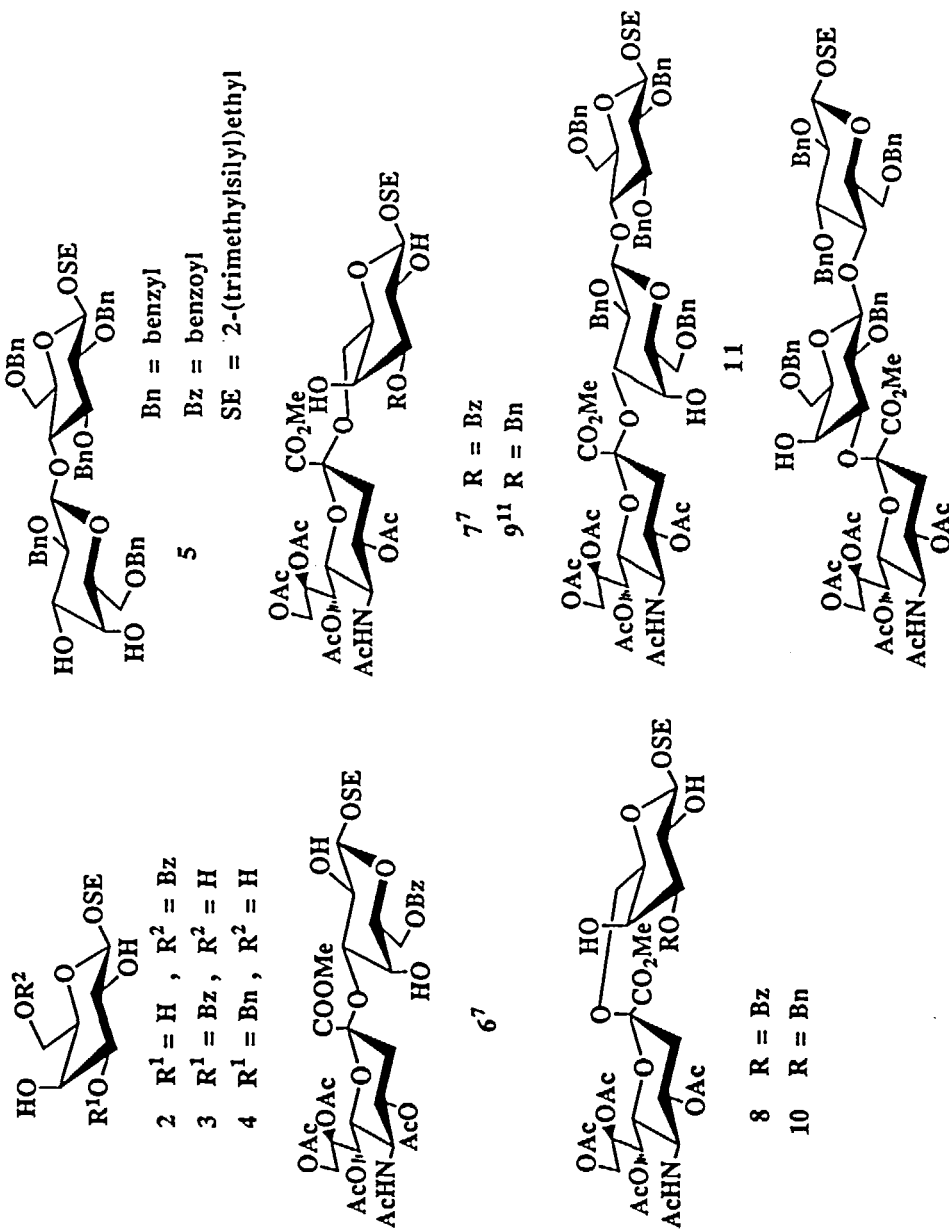 HO
OR²
R¹O
O
OSE
OH
2 R¹ = H , R² = Bz
3 R¹ = Bz, R² = H
4 R¹ = Bn, R² = H
HO
BnO
O
HO
OBn
O
OBn
O
BnO
OSE
OBn
5
Bn = benzyl
Bz = benzoyl
SE = 2-(trimethylsilyl)ethyl
OAc
OAc
AcO
AcHN
O
AcO
COOMe
O
OH
O
HO
OBz
OSE
6⁷
OAc
OAc
AcO
AcHN
O
OAc
CO₂Me
O
HO
RO
O
OSE
OH
7⁷ R = Bz
9¹¹ R = Bn
OAc
OAc
AcO
AcHN
O
OAc
O
CO₂Me
HO
RO
O
OSE
OH
8 R = Bz
10 R = Bn
OAc
OAc
AcO
AcHN
O
OAc
CO₂Me
O
BnO
O
HO
OBn
O
OBn
O
BnO
OSE
OBn
11
OAc
OAc
AcO
AcHN
O
OAc
HO
O
CO₂Me
OBn
O
OBn
O
BnO
BnO
O
OBn
OSE